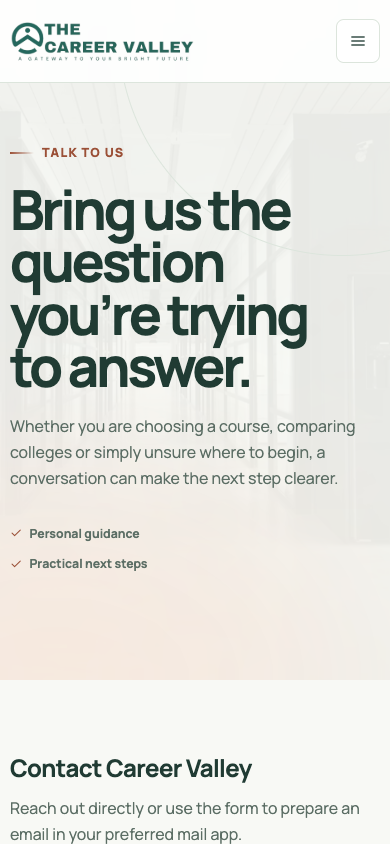 THE
CAREER VALLEY
A GATEWAY TO YOUR BRIGHT FUTURE
TALK TO US
Bring us the
question
you’re trying
to answer.
Whether you are choosing a course, comparing
colleges or simply unsure where to begin, a
conversation can make the next step clearer.
Personal guidance
Practical next steps
Contact Career Valley
Reach out directly or use the form to prepare an
email in your preferred mail app.